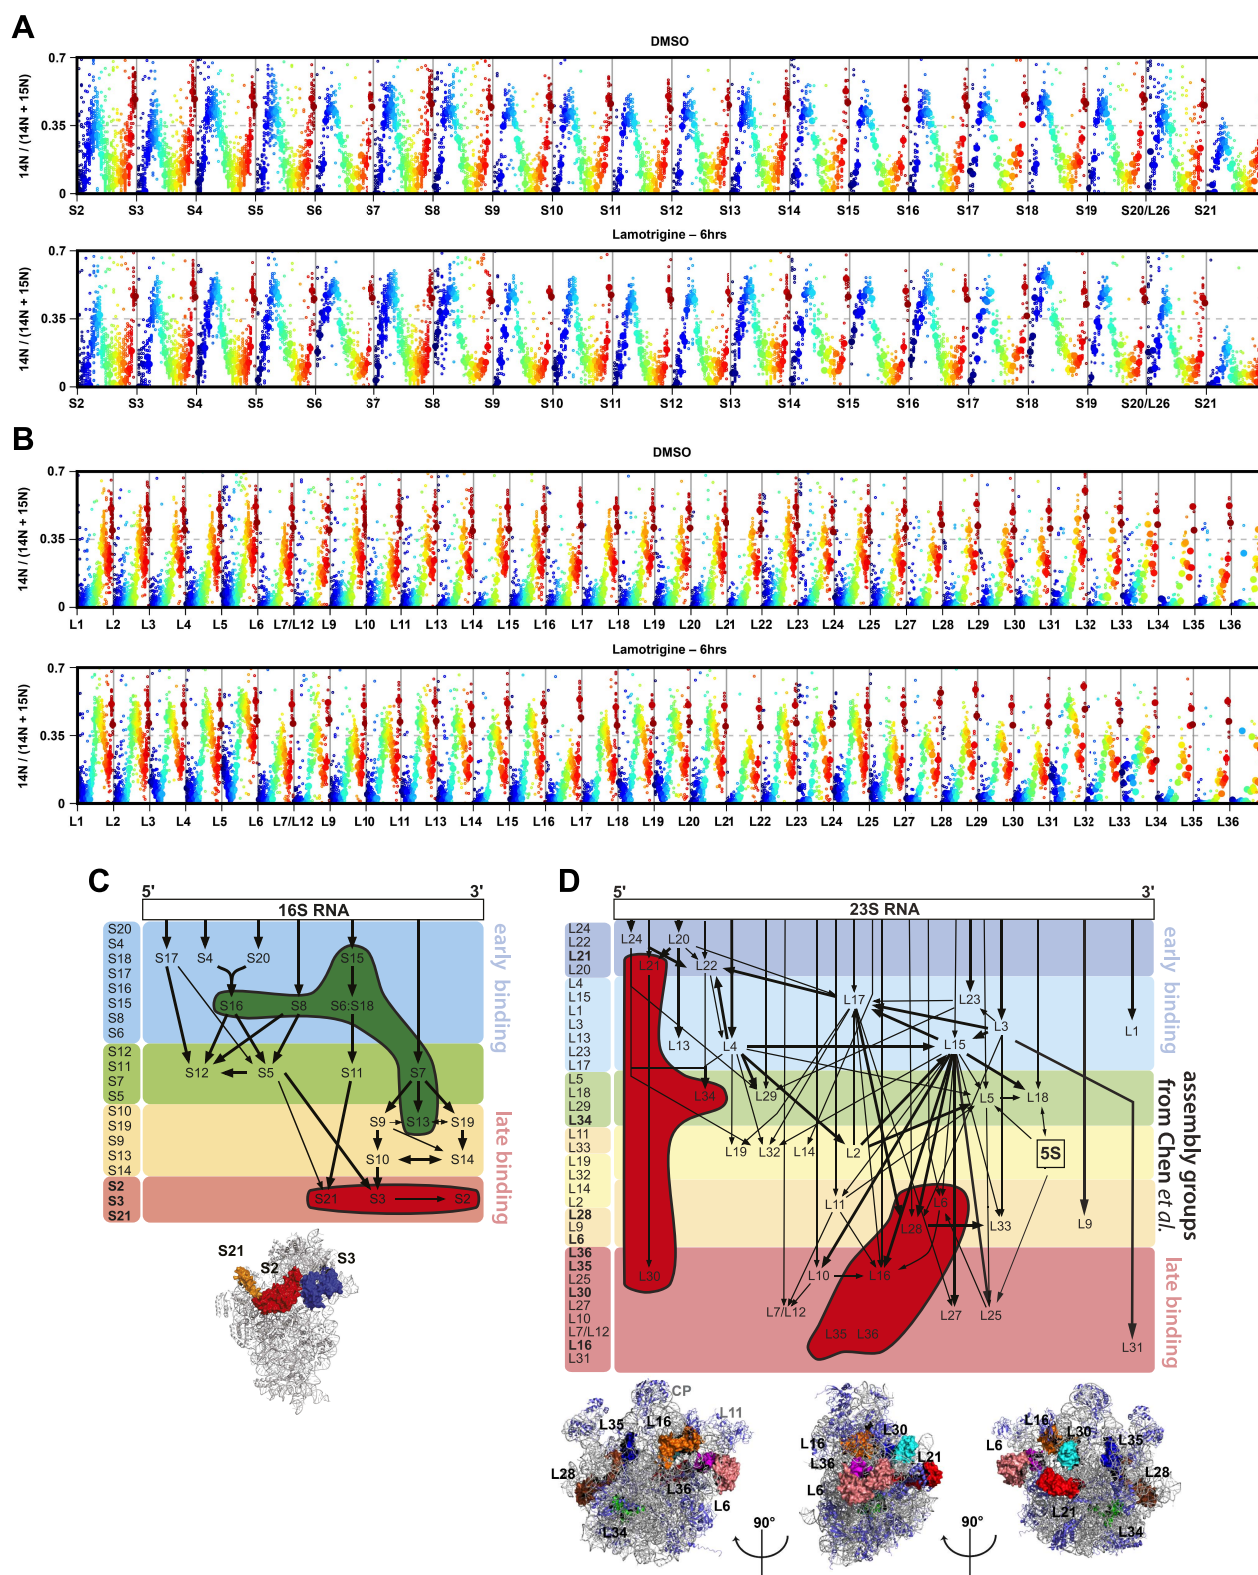 A
DMSO
0.7
0.35
0
14N / (14N + 15N)
S2 S3 S4 S5 S6 S7 S8 S9 S10 S11 S12 S13 S14 S15 S16 S17 S18 S19 S20/L26 S21
Lamotrigine – 6hrs
0.7
0.35
0
14N / (14N + 15N)
S2 S3 S4 S5 S6 S7 S8 S9 S10 S11 S12 S13 S14 S15 S16 S17 S18 S19 S20/L26 S21
B
DMSO
0.7
0.35
0
14N / (14N + 15N)
L1 L2 L3 L4 L5 L6 L7/L12 L9 L10 L11 L13 L14 L15 L16 L17 L18 L19 L20 L21 L22 L23 L24 L25 L27 L28 L29 L30 L31 L32 L33 L34 L35 L36
Lamotrigine – 6hrs
0.7
0.35
0
14N / (14N + 15N)
L1 L2 L3 L4 L5 L6 L7/L12 L9 L10 L11 L13 L14 L15 L16 L17 L18 L19 L20 L21 L22 L23 L24 L25 L27 L28 L29 L30 L31 L32 L33 L34 L35 L36
C
5' 3'
16S RNA
S20
S4
S18
S17
S16
S15
S8
S6
S12
S11
S7
S5
S10
S19
S9
S13
S14
S2
S3
S21
S17 S4 S20 S15
S16 S8 S6:S18
S12 S5 S11 S7
S9 S13 S19
S10 S14
S21 S3 S2
early binding
late binding
S21 S2 S3
D
5' 3'
23S RNA
L24
L22
L21
L20
L4
L15
L1
L3
L13
L23
L17
L5
L18
L29
L34
L11
L33
L19
L32
L14
L2
L28
L9
L6
L36
L35
L25
L30
L27
L10
L7/L12
L16
L31
L24 L20
L21 L22
L17 L23
L3 L1
L13 L4 L15
L34 L29 L5 L18
L19 L32 L14 L2 5S
L11 L6
L28 L33 L9
L30 L10 L16
L7/L12 L27 L25
L35 L36 L31
early binding
late binding
assembly groups
from Chen et al.
CP
L35 L16 L11
L28 L36 L6
L34
90°
L16 L30
L36 L21
L6
90°
L16 L30 L35
L6 L28
L21 L34